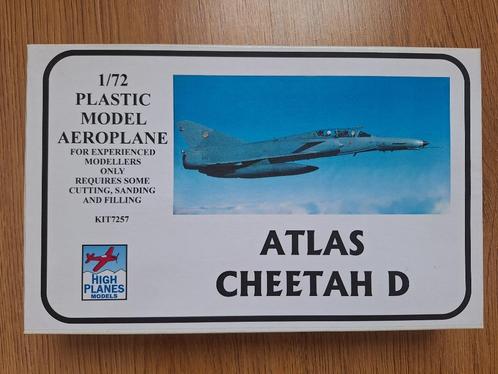 1/72
PLASTIC
MODEL
AEROPLANE
FOR EXPERIENCED
MODELLERS
ONLY
REQUIRES SOME
CUTTING, SANDING
AND FILLING
KIT7257
HIGH
PLANES
MODELS
ATLAS
CHEETAH D